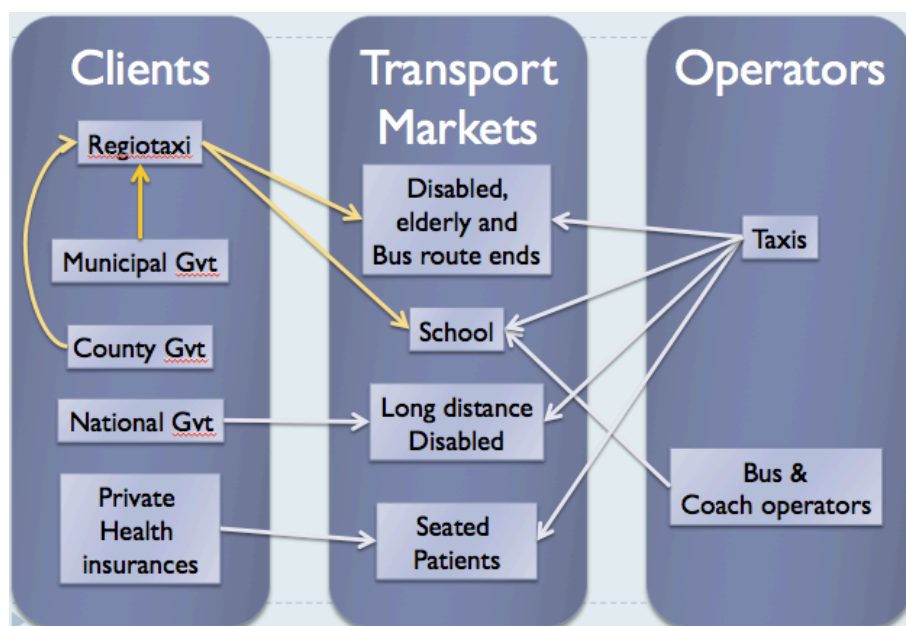 Clients
Regiotaxi
Municipal Gvt
County Gvt
National Gvt
Private
Health
insurances
Transport
Markets
Disabled,
elderly and
Bus route ends
School
Long distance
Disabled
Seated
Patients
Operators
Taxis
Bus &
Coach operators